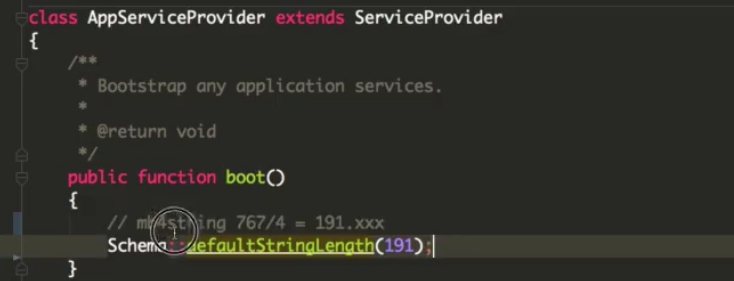 class AppServiceProvider extends ServiceProvider
{
/**
* Bootstrap any application services.
*
* @return void
*/
public function boot()
{
// mb4string 767/4 = 191.xxx
Schema::defaultStringLength(191);
}